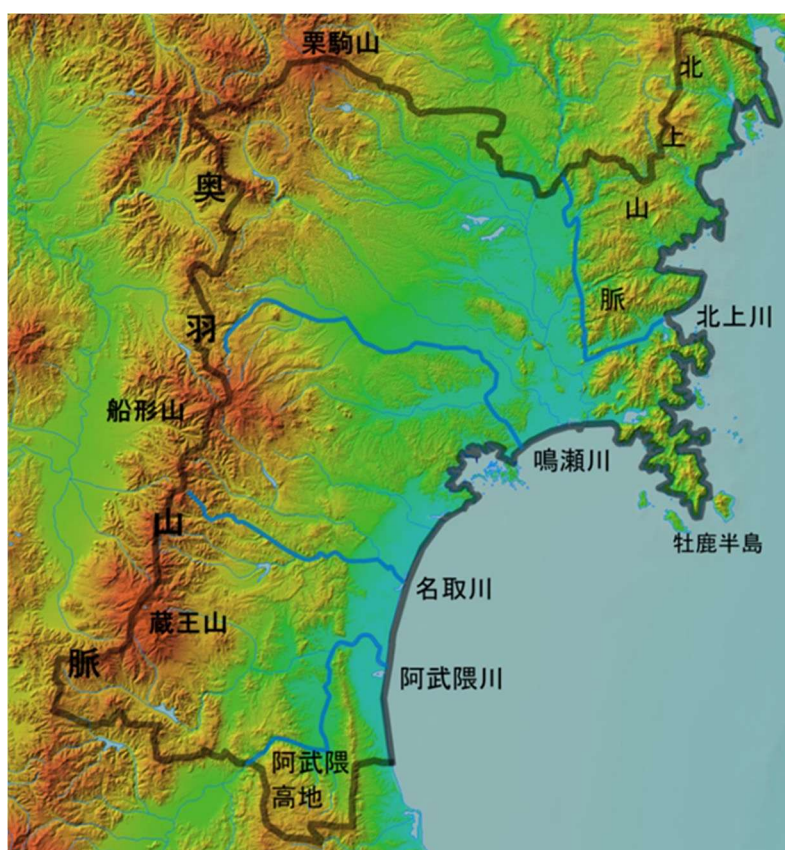 栗駒山
北上山脈
奥羽山脈
北上川
船形山
鳴瀬川
牡鹿半島
名取川
蔵王山
阿武隈川
阿武隈
高地